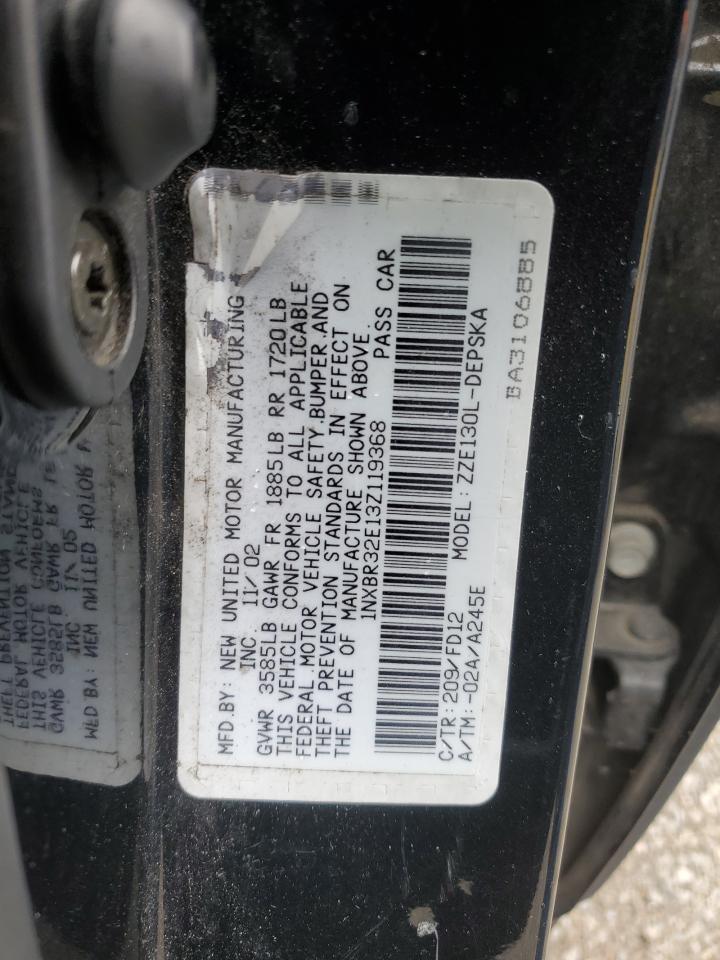 MFD.BY: NEW UNITED MOTOR MANUFACTURING
INC. 11/02
GVWR 3585LB GAWR FR 1885LB RR 1720LB
THIS VEHICLE CONFORMS TO ALL APPLICABLE
FEDERAL MOTOR VEHICLE SAFETY,BUMPER,AND
THEFT PREVENTION STANDARDS IN EFFECT ON
THE DATE OF MANUFACTURE SHOWN ABOVE.
1NXBR32E13Z119368 PASS CAR
C/TR:209/FD12 MODEL:ZZE130L-DEPSKA
A/TM:-02A/A245E
BA3106885